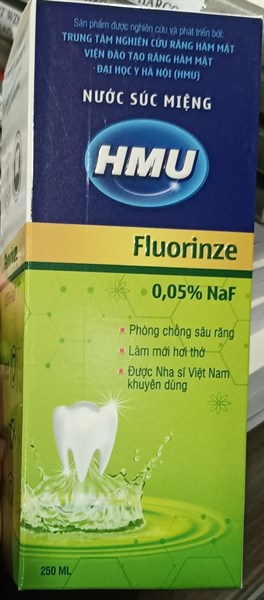 Sản phẩm được nghiên cứu và phát triển bởi:
TRUNG TÂM NGHIÊN CỨU RĂNG HÀM MẶT
VIỆN ĐÀO TẠO RĂNG HÀM MẶT
- ĐẠI HỌC Y HÀ NỘI (HMU)
NƯỚC SÚC MIỆNG
HMU
Fluorinze
0,05% NaF
Phòng chống sâu răng
Làm mới hơi thở
Được Nha sĩ Việt Nam
khuyên dùng
250 ML
Fluorinze